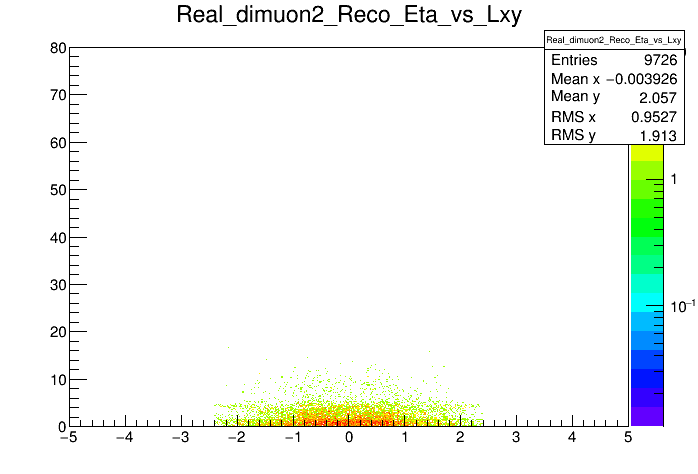 Real_dimuon2_Reco_Eta_vs_Lxy
Real_dimuon2_Reco_Eta_vs_Lxy
Entries 9726
Mean x −0.003926
Mean y 2.057
RMS x 0.9527
RMS y 1.913
80
70
60
50
40
30
20
10
0
−5 −4 −3 −2 −1 0 1 2 3 4 5
1
10⁻¹